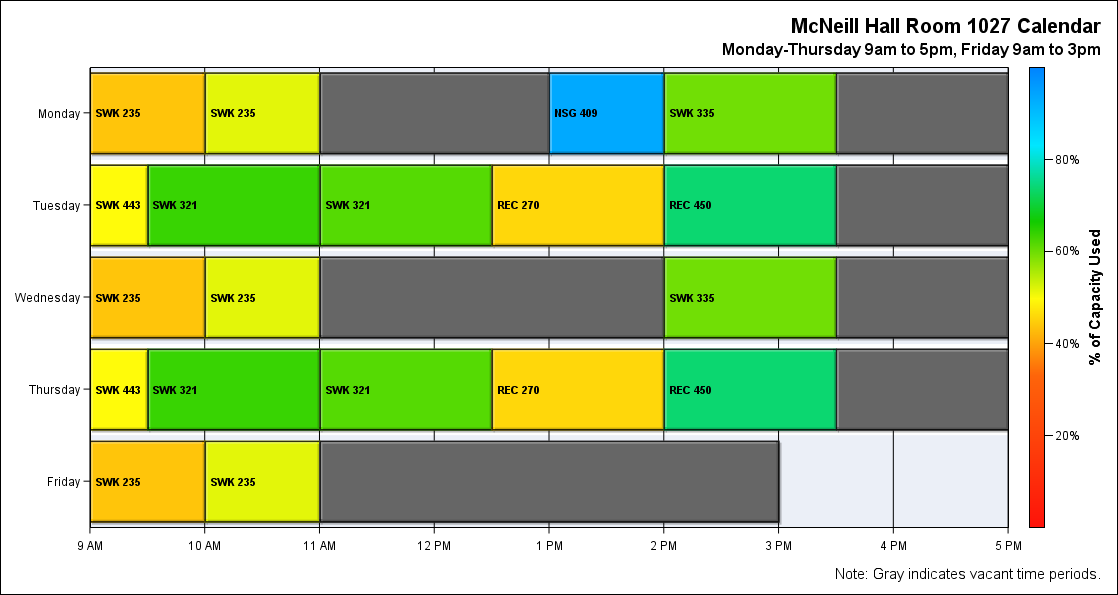 McNeill Hall Room 1027 Calendar
Monday-Thursday 9am to 5pm, Friday 9am to 3pm
Monday
SWK 235
SWK 235
NSG 409
SWK 335
Tuesday
SWK 443
SWK 321
SWK 321
REC 270
REC 450
Wednesday
SWK 235
SWK 235
SWK 335
Thursday
SWK 443
SWK 321
SWK 321
REC 270
REC 450
Friday
SWK 235
SWK 235
9 AM
10 AM
11 AM
12 PM
1 PM
2 PM
3 PM
4 PM
5 PM
80%
60%
40%
20%
% of Capacity Used
Note: Gray indicates vacant time periods.